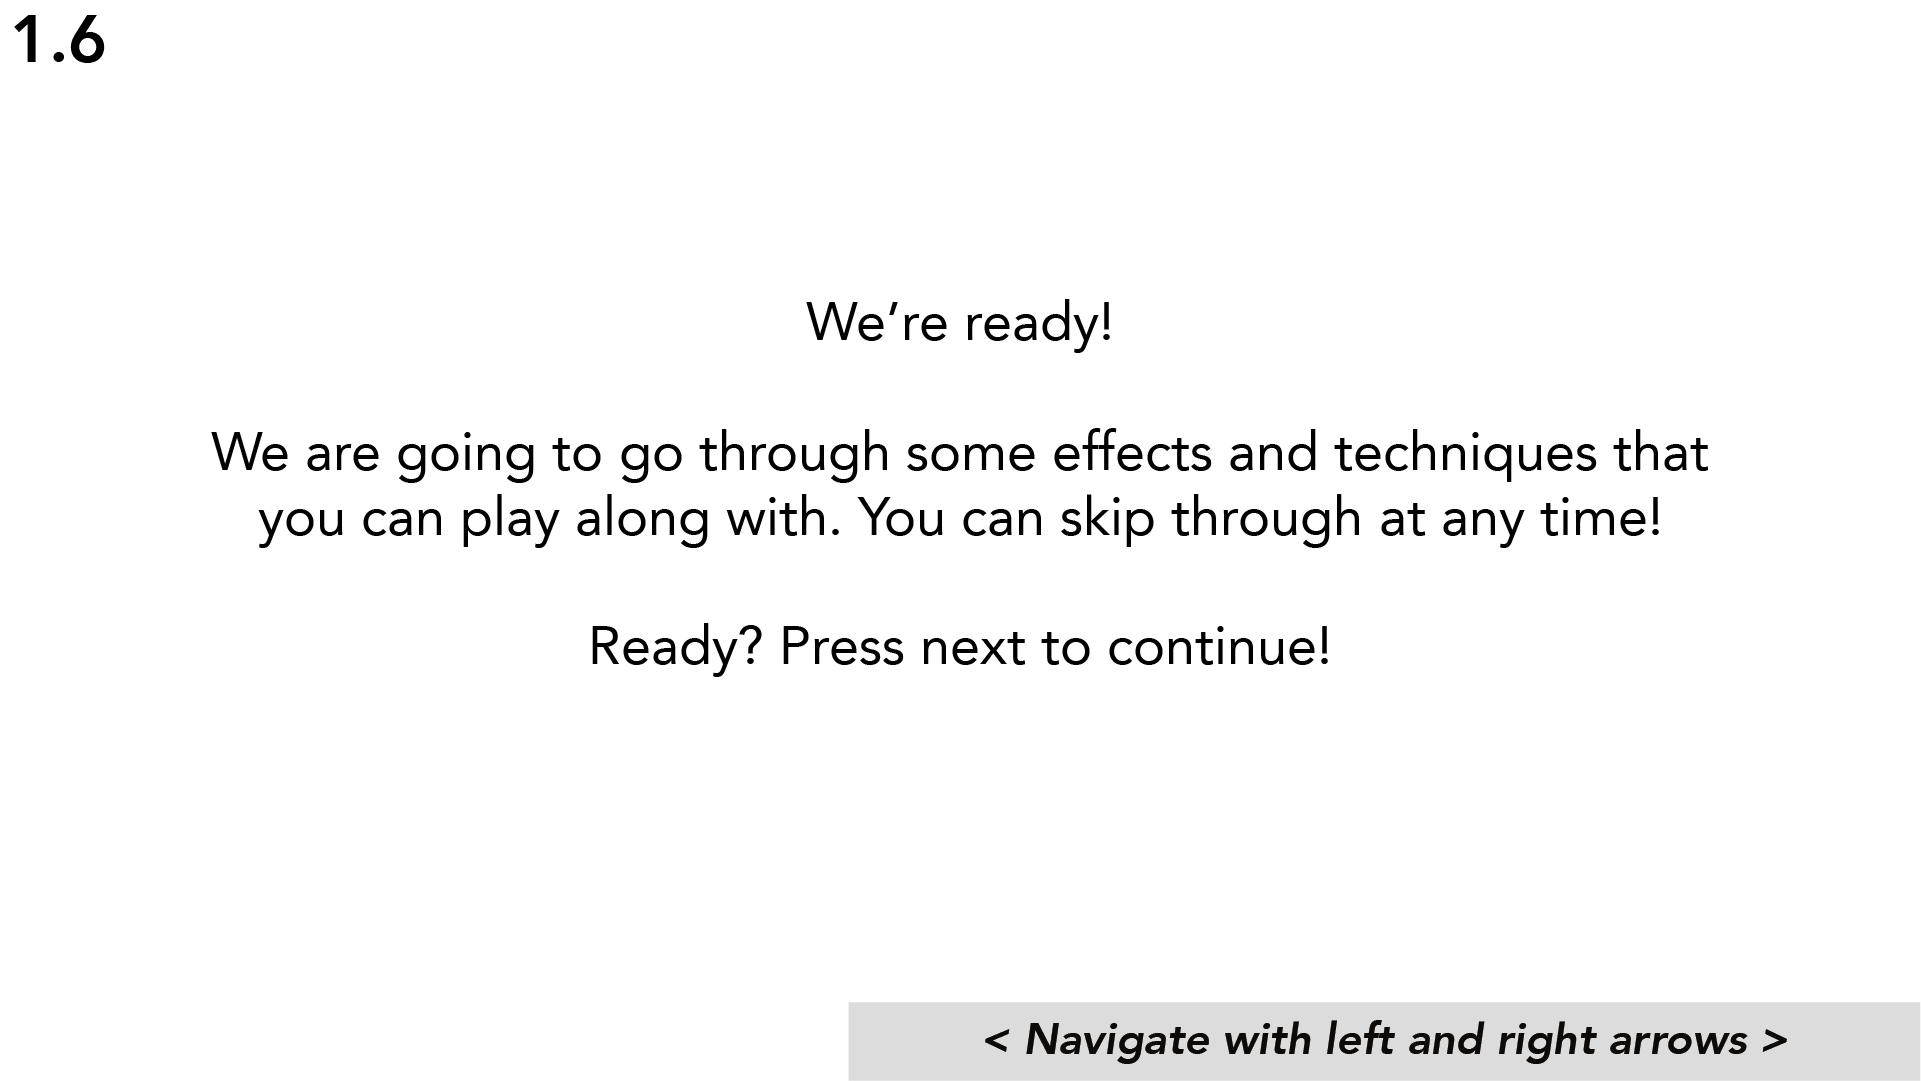 1.6
We’re ready!
We are going to go through some effects and techniques that
you can play along with. You can skip through at any time!
Ready? Press next to continue!
< Navigate with left and right arrows >